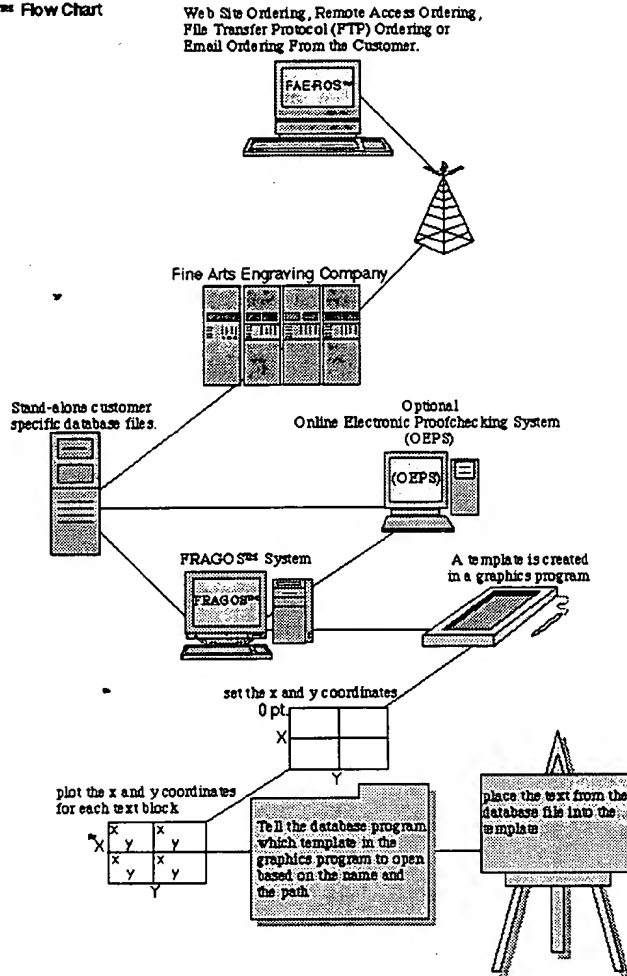 ™ Flow Chart
Web Site Ordering, Remote Access Ordering,
File Transfer Protocol (FTP) Ordering or
Email Ordering From the Customer.
FAEROS™
Fine Arts Engraving Company
Stand-alone customer
specific database files.
Optional
Online Electronic Proofchecking System
(OEPS)
(OEPS)
FRAGOS™ System
FRAGOS™
A template is created
in a graphics program
set the x and y coordinates
0 pt.
X
Y
plot the x and y coordinates
for each text block
X
x
y
x
y
x
y
x
y
Y
Tell the database program
which template in the
graphics program to open
based on the name and
the path
place the text from the
database file into the
template